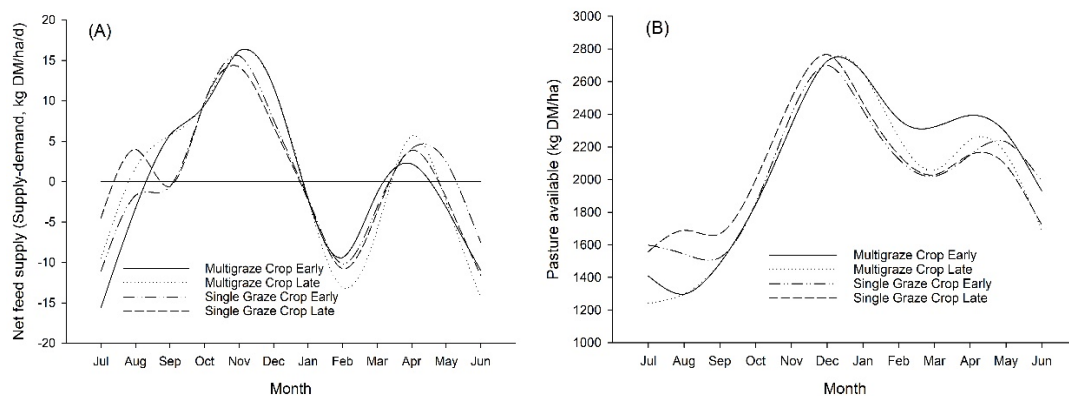 (A)
Net feed supply (Supply-demand, kg DM/ha/d)
20
15
10
5
0
-5
-10
-15
-20
Multigraze Crop Early
Multigraze Crop Late
Single Graze Crop Early
Single Graze Crop Late
Jul Aug Sep Oct Nov Dec Jan Feb Mar Apr May Jun
Month
(B)
Pasture available (kg DM/ha)
3000
2800
2600
2400
2200
2000
1800
1600
1400
1200
1000
Multigraze Crop Early
Multigraze Crop Late
Single Graze Crop Early
Single Graze Crop Late
Jul Aug Sep Oct Nov Dec Jan Feb Mar Apr May Jun
Month